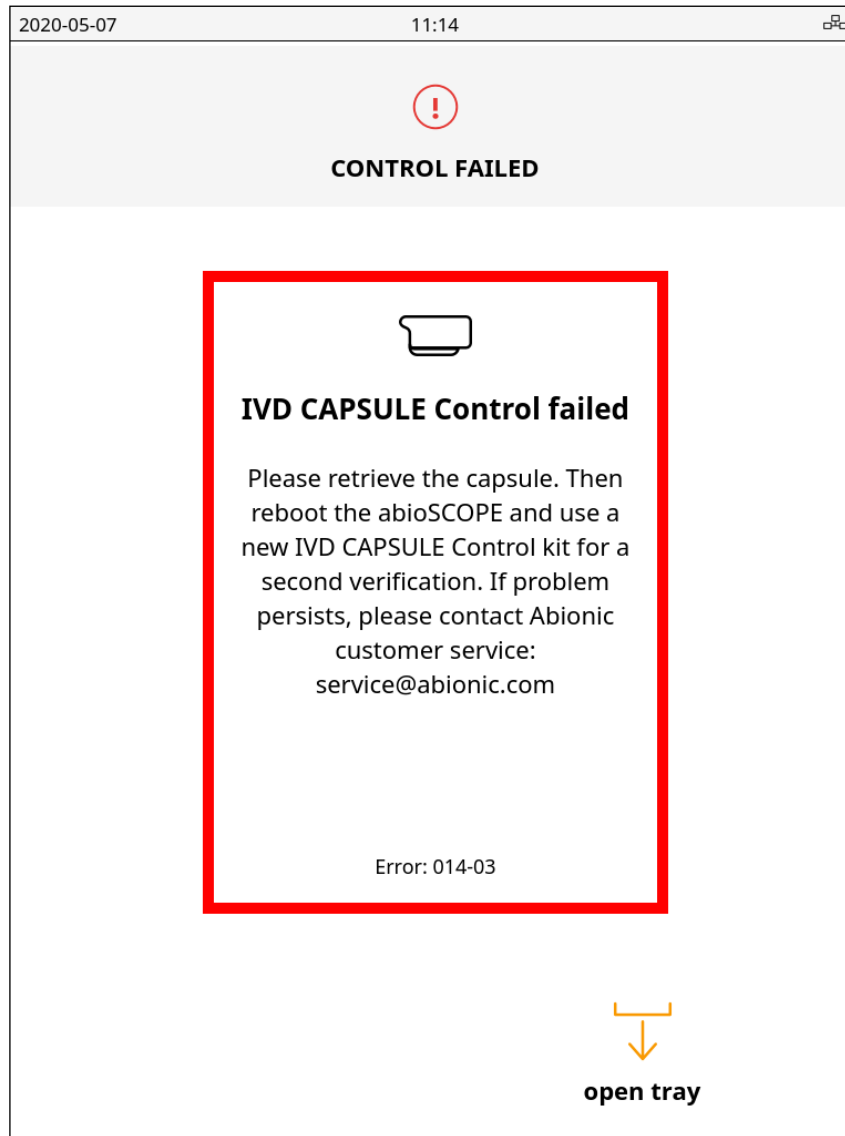 2020-05-07 11:14
CONTROL FAILED
IVD CAPSULE Control failed
Please retrieve the capsule. Then
reboot the abioSCOPE and use a
new IVD CAPSULE Control kit for a
second verification. If problem
persists, please contact Abionic
customer service:
service@abionic.com
Error: 014-03
open tray